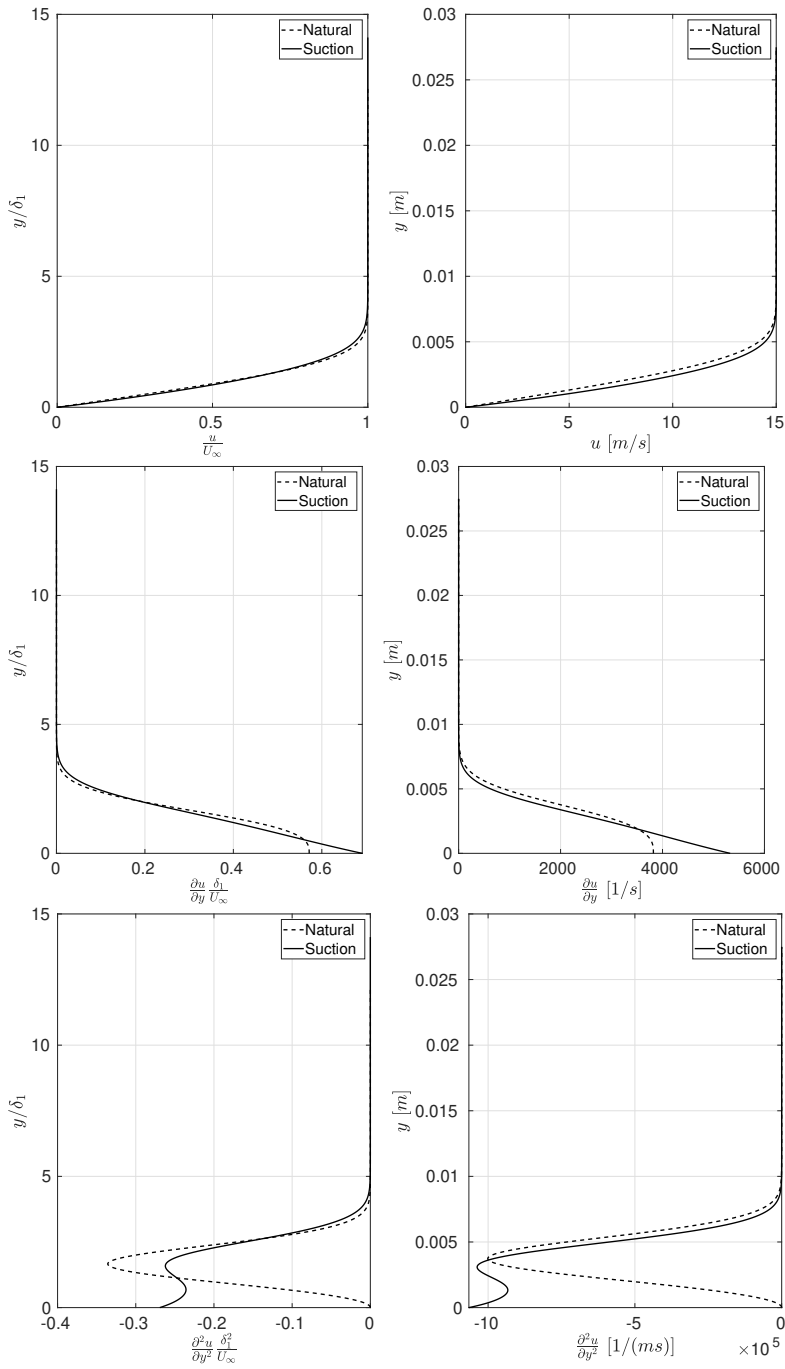 15
10
5
0
y/δ₁
Natural
Suction
0
0.5
1
u/U∞
0.03
0.025
0.02
0.015
0.01
0.005
0
y [m]
Natural
Suction
0
5
10
15
u [m/s]
15
10
5
0
y/δ₁
Natural
Suction
0
0.2
0.4
0.6
∂u/∂y δ₁/U∞
0.03
0.025
0.02
0.015
0.01
0.005
0
y [m]
Natural
Suction
0
2000
4000
6000
∂u/∂y [1/s]
15
10
5
0
y/δ₁
Natural
Suction
-0.4
-0.3
-0.2
-0.1
0
∂²u/∂y² δ₁²/U∞
0.03
0.025
0.02
0.015
0.01
0.005
0
y [m]
Natural
Suction
-10
-5
0
∂²u/∂y² [1/(ms)]
×10⁵